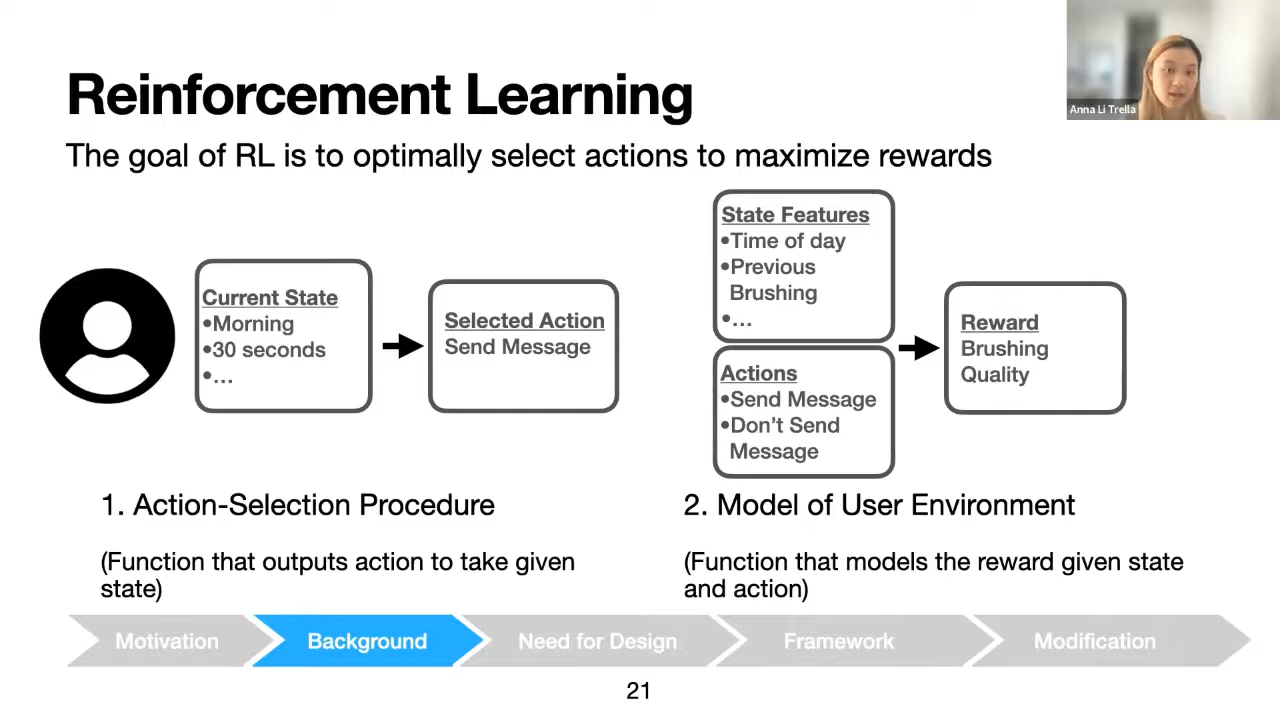 Reinforcement Learning
Anna Li Trella
The goal of RL is to optimally select actions to maximize rewards
Current State
•Morning
•30 seconds
•...
Selected Action
Send Message
State Features
•Time of day
•Previous
Brushing
•...
Actions
•Send Message
•Don't Send
Message
Reward
Brushing
Quality
1. Action-Selection Procedure
(Function that outputs action to take given
state)
2. Model of User Environment
(Function that models the reward given state
and action)
Motivation
Background
Need for Design
Framework
Modification
21